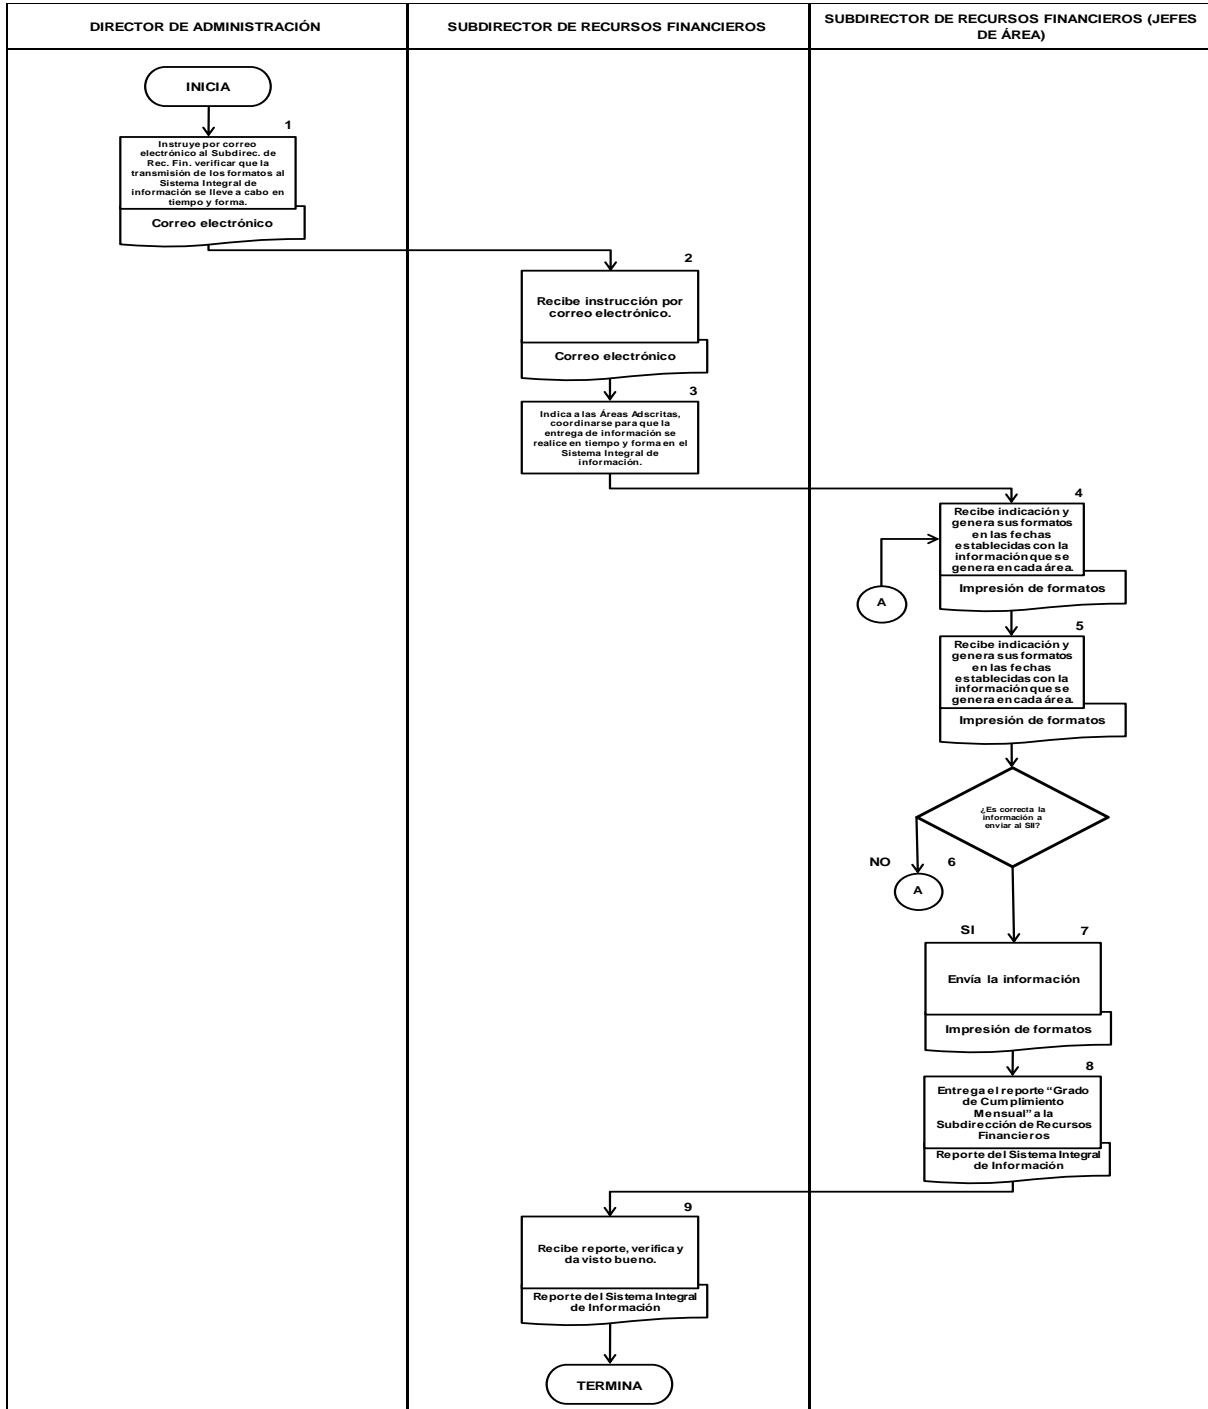 DIRECTOR DE ADMINISTRACIÓN
SUBDIRECTOR DE RECURSOS FINANCIEROS
SUBDIRECTOR DE RECURSOS FINANCIEROS (JEFES
DE ÁREA)
INICIA
1
Instruye por correo
electrónico al Subdirec. de
Rec. Fin. verificar que la
transmisión de los formatos al
Sistema Integral de
información se lleve a cabo en
tiempo y forma.
Correo electrónico
2
Recibe instrucción por
correo electrónico.
Correo electrónico
3
Indica a las Áreas Adscritas,
coordinarse para que la
entrega de información se
realice en tiempo y forma en el
Sistema Integral de
información.
4
Recibe indicación y
genera sus formatos
en las fechas
establecidas con la
información que se
genera en cada área.
Impresión de formatos
A
5
Recibe indicación y
genera sus formatos
en las fechas
establecidas con la
información que se
genera en cada área.
Impresión de formatos
¿Es correcta la
información a
enviar al SII?
NO
6
A
SI
7
Envía la información
Impresión de formatos
8
Entrega el reporte “Grado
de Cumplimiento
Mensual” a la
Subdirección de Recursos
Financieros
Reporte del Sistema Integral
de Información
9
Recibe reporte, verifica y
da visto bueno.
Reporte del Sistema Integral
de Información
TERMINA